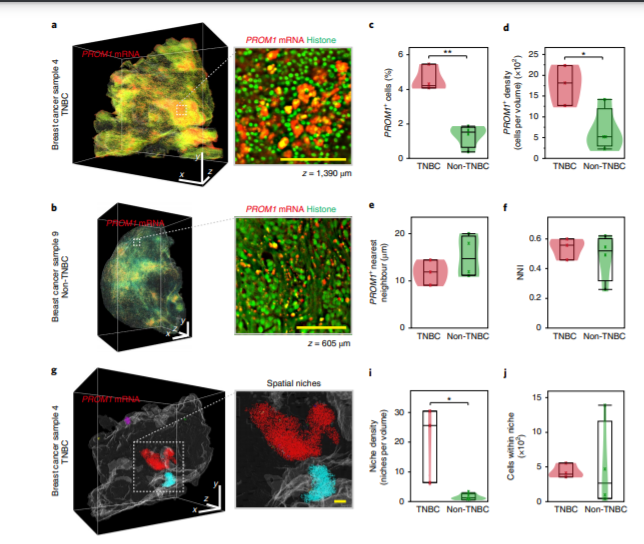 a
Breast cancer sample 4
TNBC
PROM1 mRNA
x
y
z
PROM1 mRNA Histone
z = 1,390 µm
c
PROM1+ cells (%)
6
4
2
0
**
TNBC Non-TNBC
d
PROM1+ density
(cells per volume) (×10²)
25
20
15
10
5
0
*
TNBC Non-TNBC
b
Breast cancer sample 9
Non-TNBC
PROM1 mRNA
x
y
z
PROM1 mRNA Histone
z = 605 µm
e
PROM1+ nearest
neighbour (µm)
20
10
0
TNBC Non-TNBC
f
NNI
0.6
0.4
0.2
0
TNBC Non-TNBC
g
Breast cancer sample 4
TNBC
PROM1 mRNA
x
y
z
Spatial niches
i
Niche density
(niches per volume)
30
20
10
0
*
TNBC Non-TNBC
j
Cells within niche
(×10³)
15
10
5
0
TNBC Non-TNBC